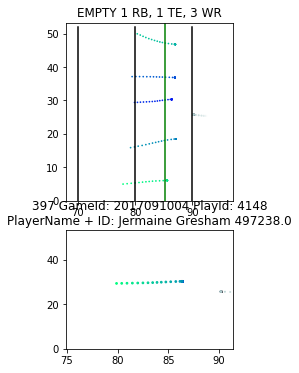 EMPTY 1 RB, 1 TE, 3 WR
50
40
30
20
10
0
70 80 90
397 GameId: 2017091004 PlayId: 4148
PlayerName + ID: Jermaine Gresham 497238.0
40
20
0
75 80 85 90